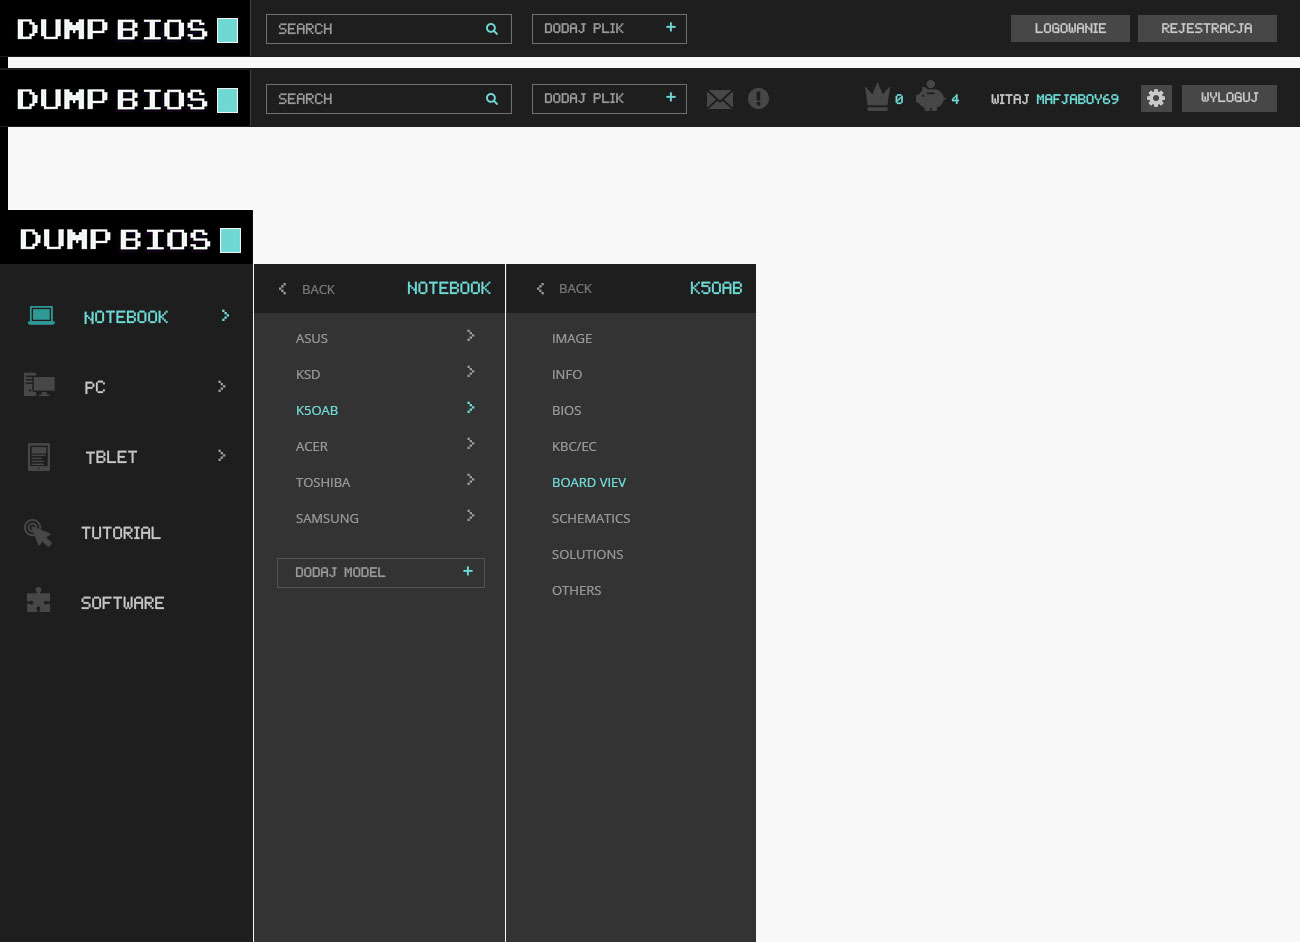 DUMP BIOS SEARCH DODAJ PLIK + LOGOWANIE REJESTRACJA
DUMP BIOS SEARCH DODAJ PLIK + 0 4 WITAJ MAFJABOY69 WYLOGUJ
DUMP BIOS
NOTEBOOK
PC
TBLET
TUTORIAL
SOFTWARE
BACK NOTEBOOK
ASUS
KSD
K5OAB
ACER
TOSHIBA
SAMSUNG
DODAJ MODEL +
BACK K5OAB
IMAGE
INFO
BIOS
KBC/EC
BOARD VIEV
SCHEMATICS
SOLUTIONS
OTHERS